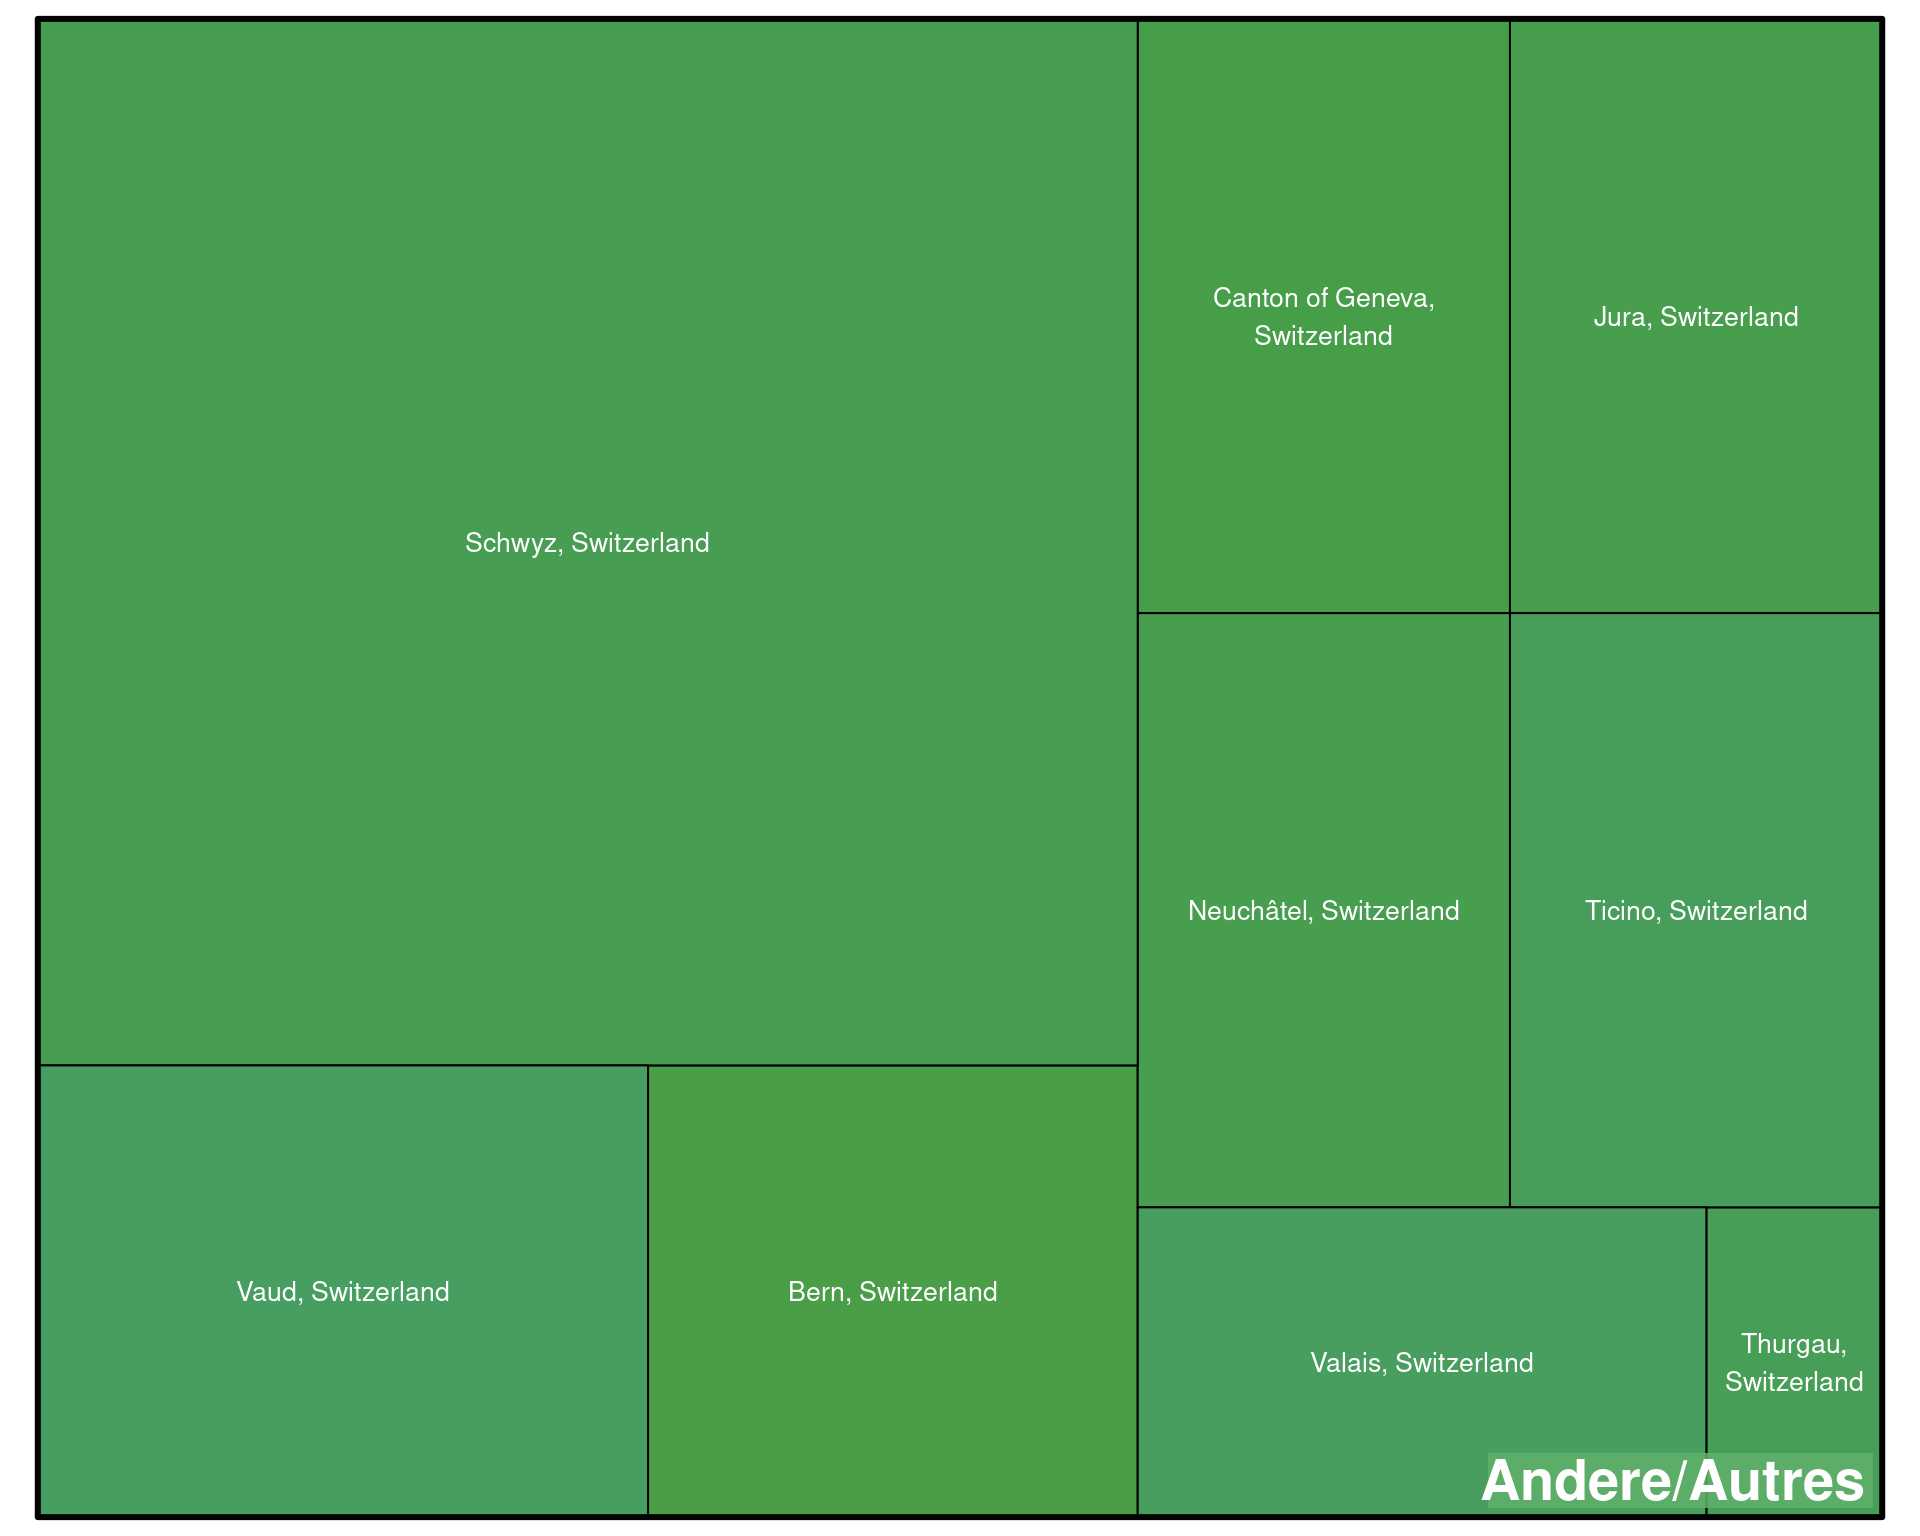 Schwyz, Switzerland
Canton of Geneva,
Switzerland
Jura, Switzerland
Neuchâtel, Switzerland
Ticino, Switzerland
Vaud, Switzerland
Bern, Switzerland
Valais, Switzerland
Thurgau,
Switzerland
Andere/Autres